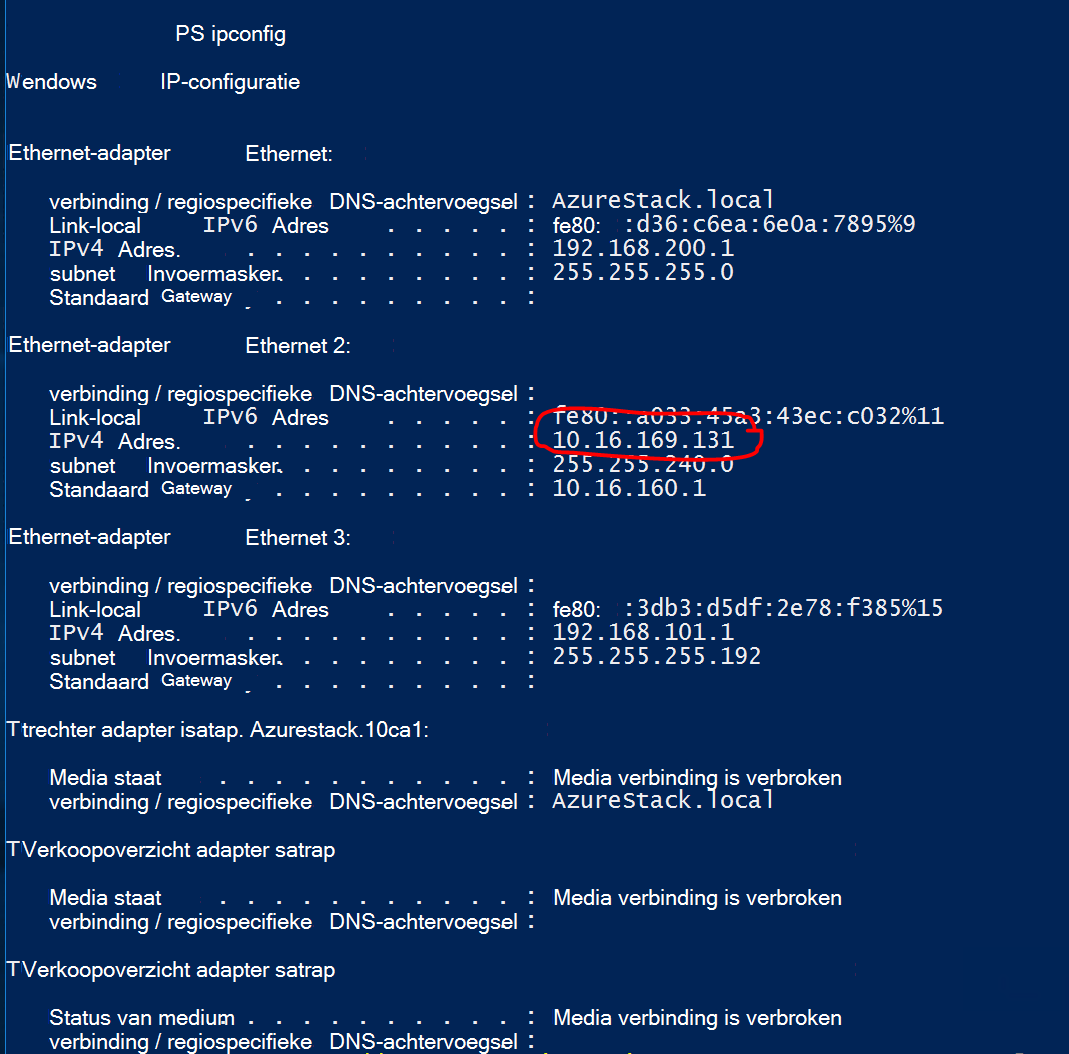 PS ipconfig
Wendows IP-configuratie
Ethernet-adapter Ethernet:
verbinding / regiospecifieke DNS-achtervoegsel : AzureStack.local
Link-local IPv6 Adres . . . . . : fe80: :d36:c6ea:6e0a:7895%9
IPv4 Adres. . . . . . . . . . . : 192.168.200.1
subnet Invoermasker. . . . . . . . . . : 255.255.255.0
Standaard Gateway . . . . . . . . . . :
Ethernet-adapter Ethernet 2:
verbinding / regiospecifieke DNS-achtervoegsel :
Link-local IPv6 Adres . . . . . : fe80: :a033:45a3:43ec:c032%11
IPv4 Adres. . . . . . . . . . . : 10.16.169.131
subnet Invoermasker. . . . . . . . . . : 255.255.240.0
Standaard Gateway . . . . . . . . . . : 10.16.160.1
Ethernet-adapter Ethernet 3:
verbinding / regiospecifieke DNS-achtervoegsel :
Link-local IPv6 Adres . . . . . : fe80: :3db3:d5df:2e78:f385%15
IPv4 Adres. . . . . . . . . . . : 192.168.101.1
subnet Invoermasker. . . . . . . . . . : 255.255.255.192
Standaard Gateway . . . . . . . . . . :
Ttrechter adapter isatap. Azurestack.10ca1:
Media staat . . . . . . . . . . . : Media verbinding is verbroken
verbinding / regiospecifieke DNS-achtervoegsel : AzureStack.local
TVerkoopoverzicht adapter satrap
Media staat . . . . . . . . . . . : Media verbinding is verbroken
verbinding / regiospecifieke DNS-achtervoegsel :
TVerkoopoverzicht adapter satrap
Status van medium . . . . . . . . . . : Media verbinding is verbroken
verbinding / regiospecifieke DNS-achtervoegsel :